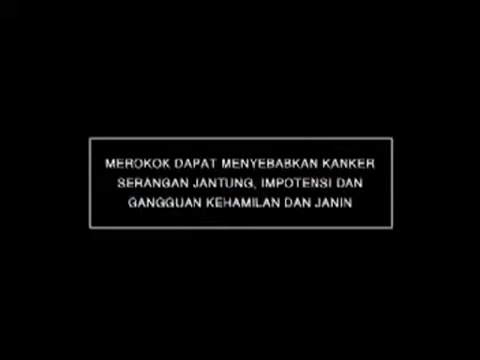 MEROKOK DAPAT MENYEBABKAN KANKER
SERANGAN JANTUNG, IMPOTENSI DAN
GANGGUAN KEHAMILAN DAN JANIN